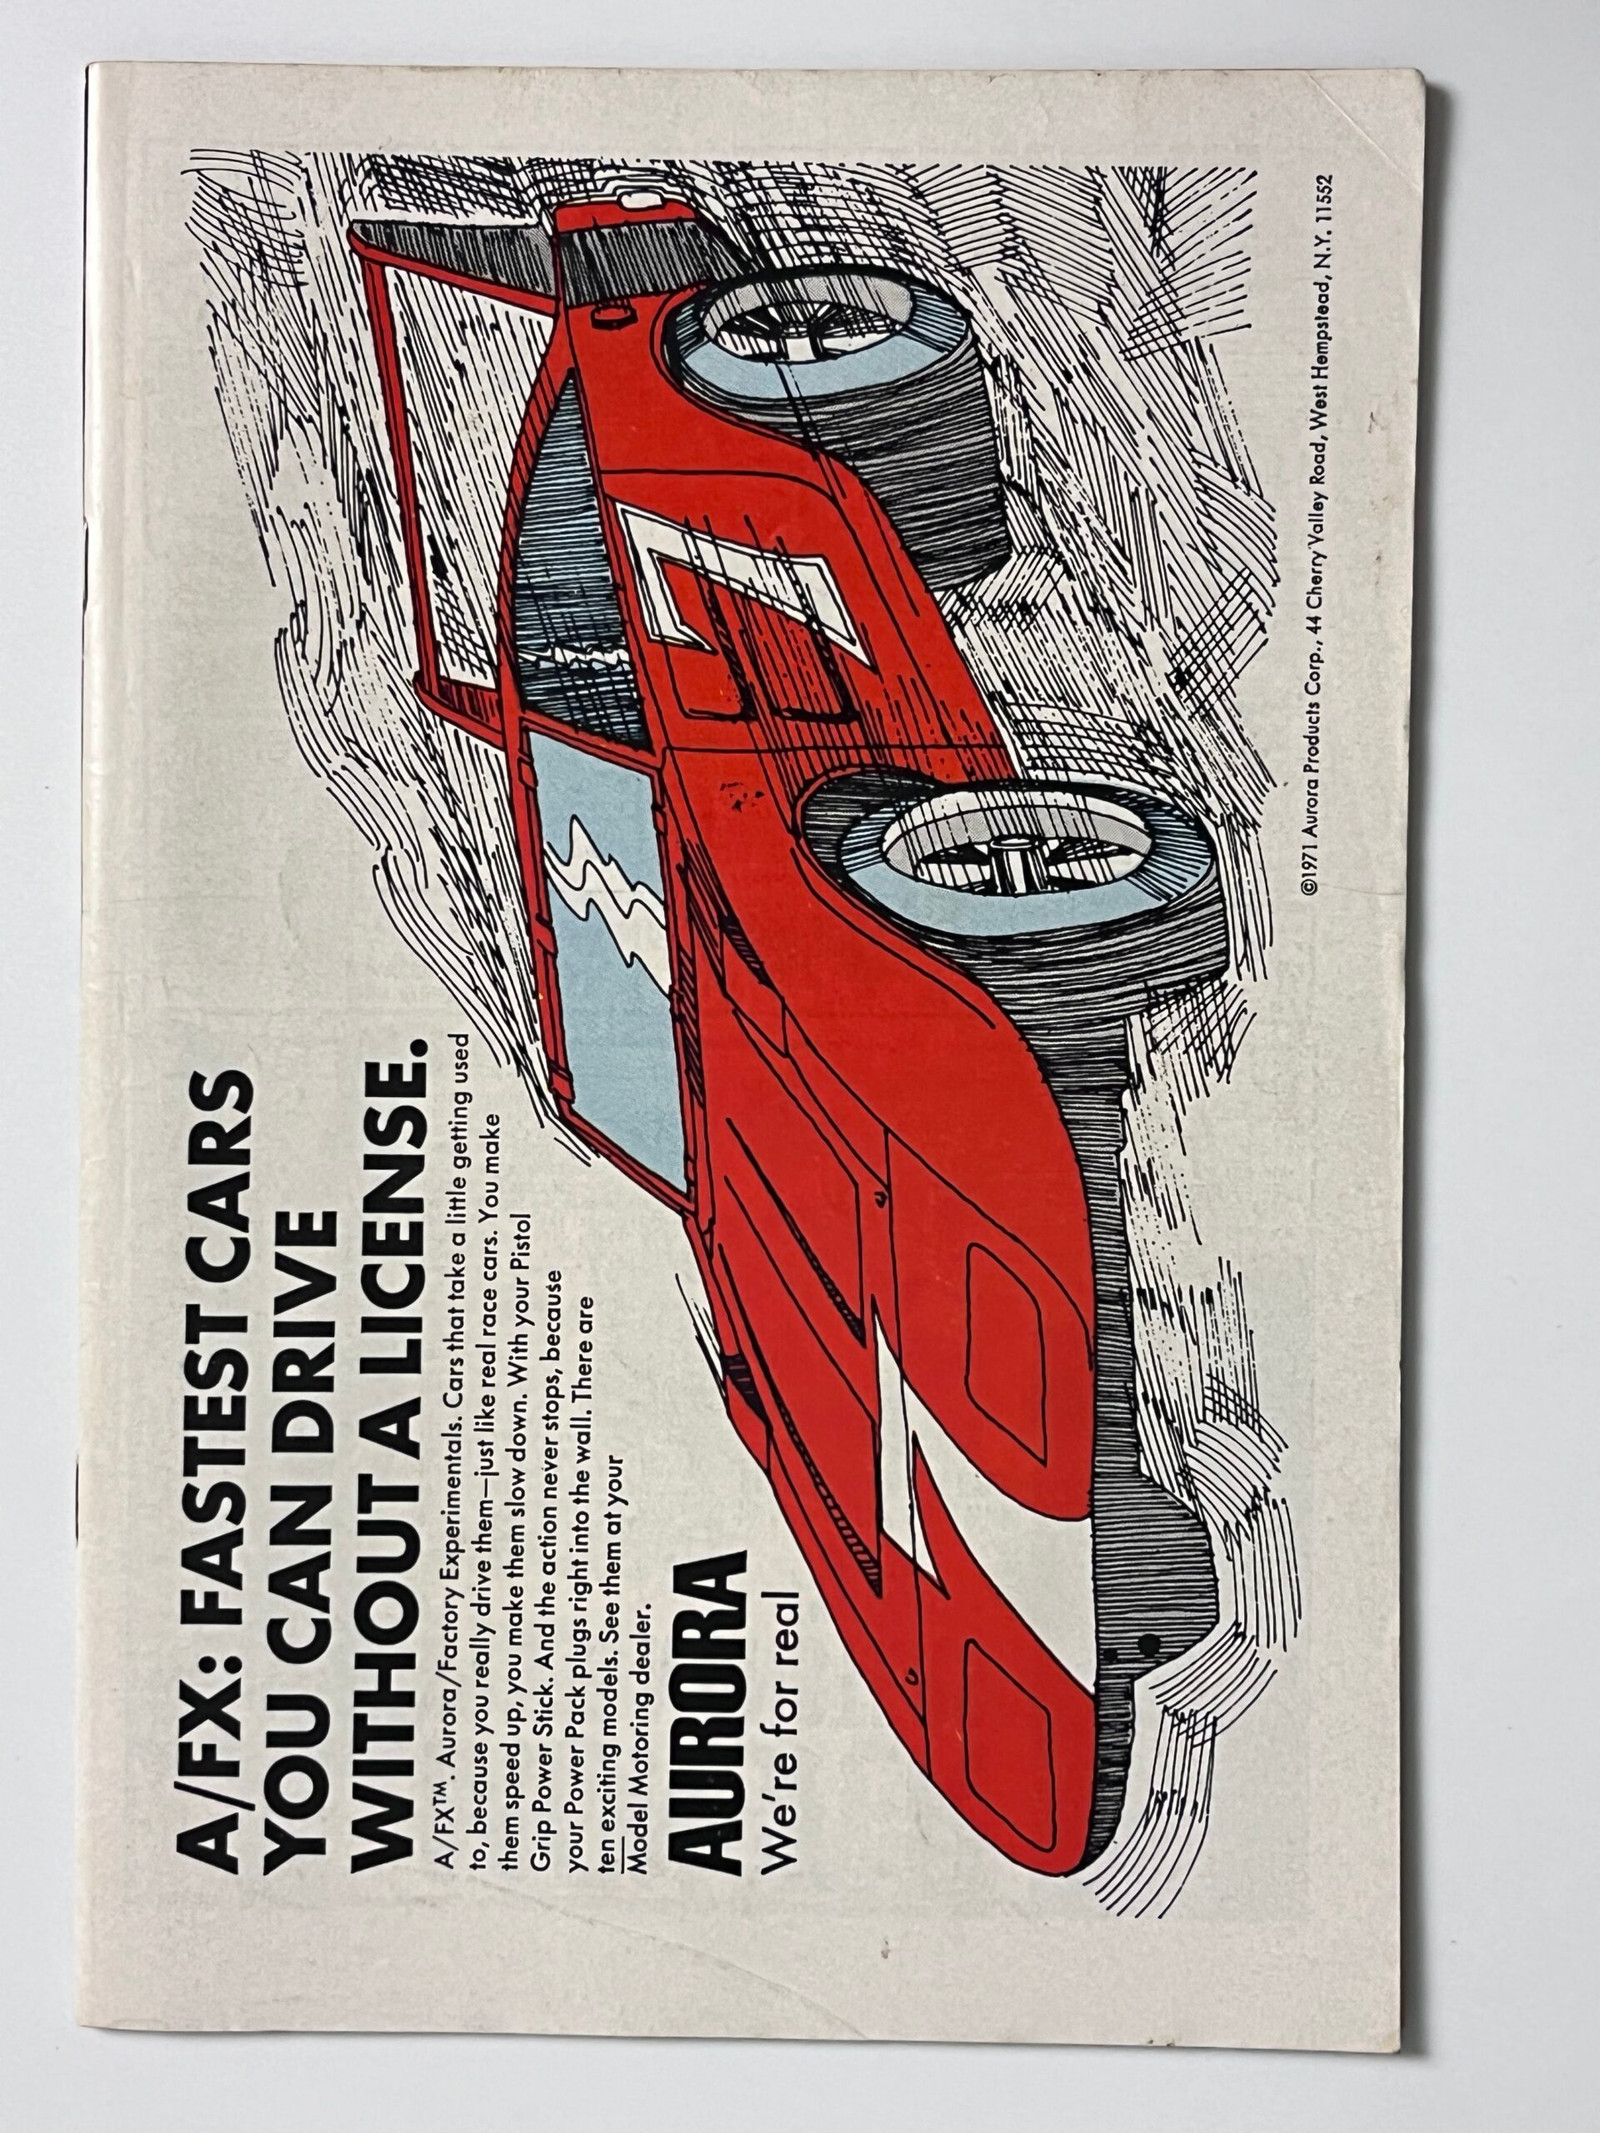 A/FX: FASTEST CARS
YOU CAN DRIVE
WITHOUT A LICENSE.
A/FX™. Aurora/Factory Experimentals. Cars that take a little getting used
to, because you really drive them—just like real race cars. You make
them speed up, you make them slow down. With your Pistol
Grip Power Stick. And the action never stops, because
your Power Pack plugs right into the wall. There are
ten exciting models. See them at your
Model Motoring dealer.
AURORA
We're for real
7
©1971 Aurora Products Corp., 44 Cherry Valley Road, West Hempstead, N.Y. 11552